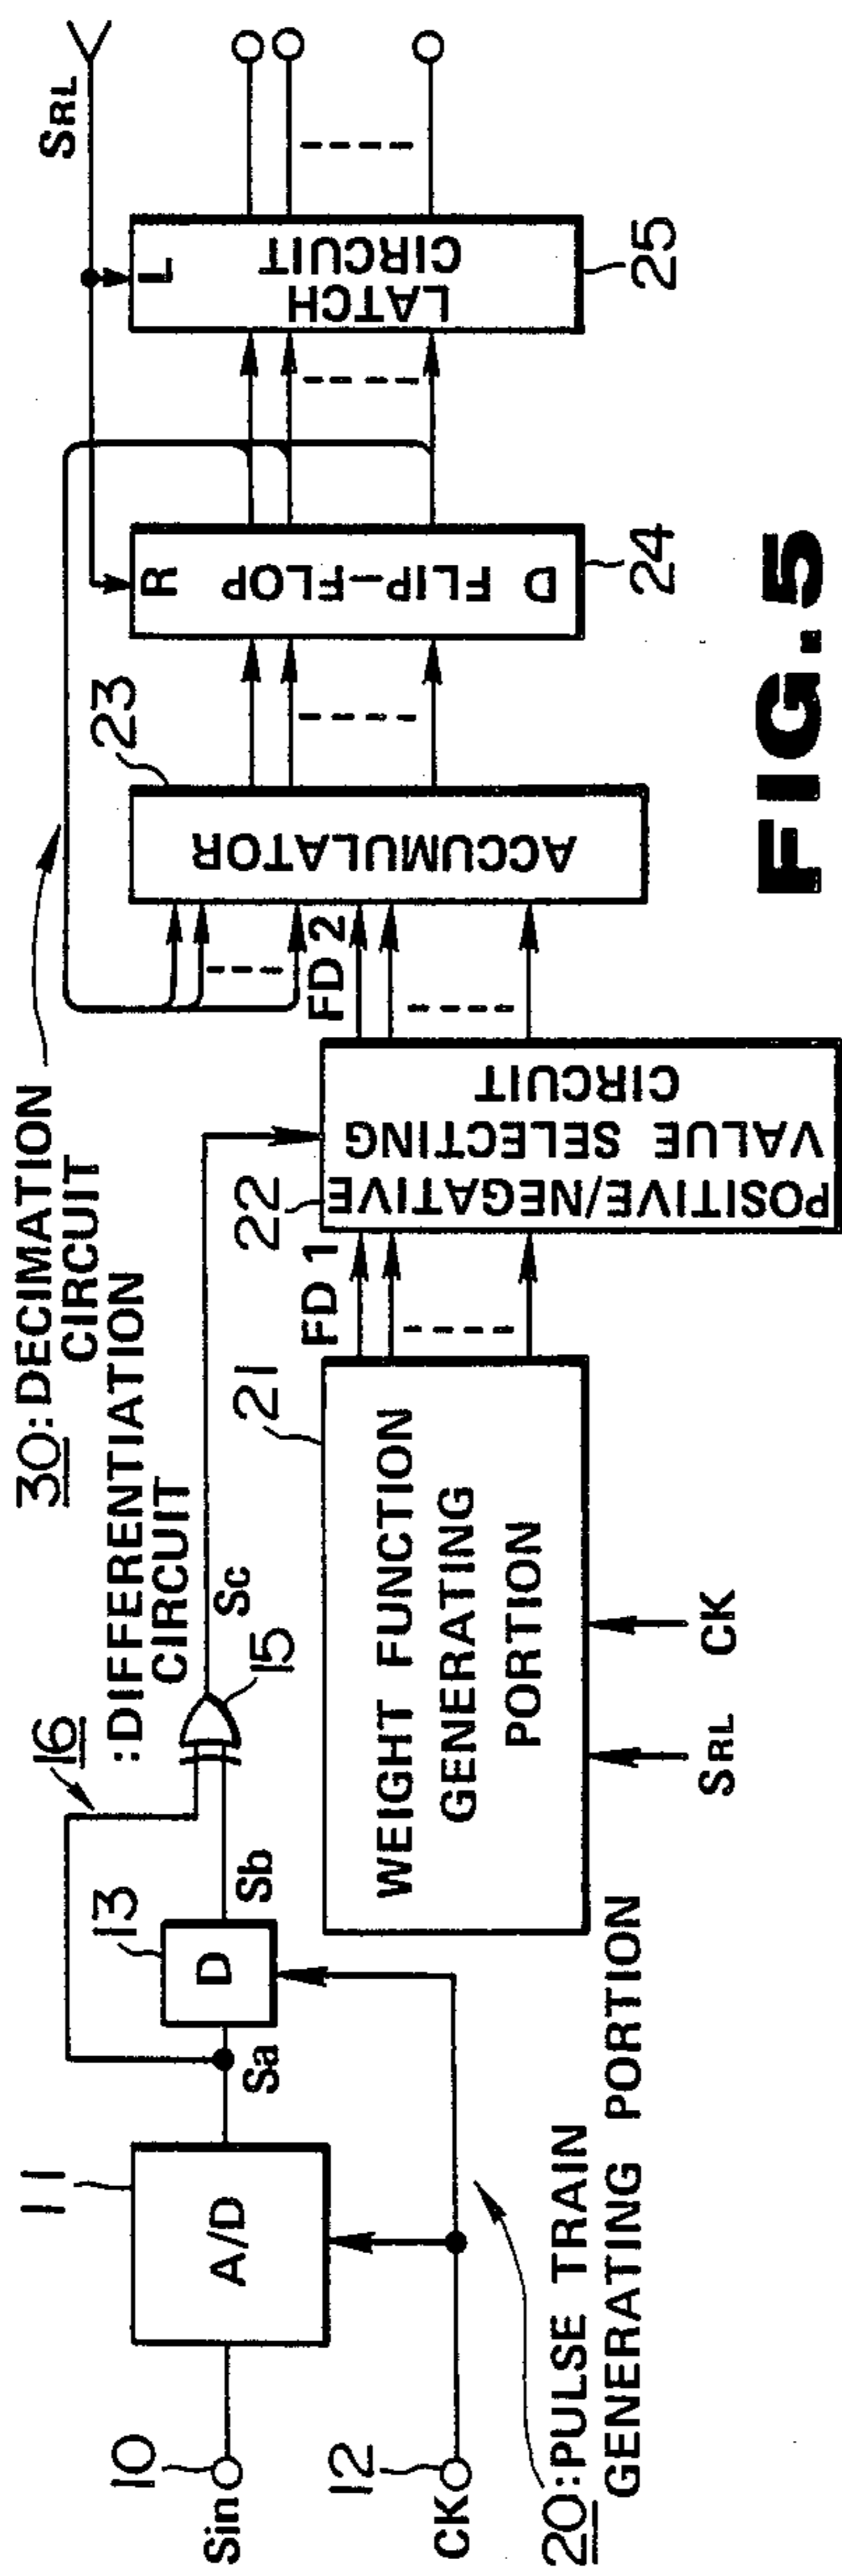 30: DECIMATION
CIRCUIT
16
: DIFFERENTIATION
CIRCUIT
SRL
10
Sin
11
A/D
Sa
13
D
Sb
15
Sc
12
CK
20: PULSE TRAIN
GENERATING PORTION
21
WEIGHT FUNCTION
GENERATING
PORTION
SRL
CK
FD 1
22
POSITIVE/NEGATIVE
VALUE SELECTING
CIRCUIT
FD 2
23
ACCUMULATOR
R
D FLIP-FLOP
24
L
LATCH
CIRCUIT
25
FIG.5